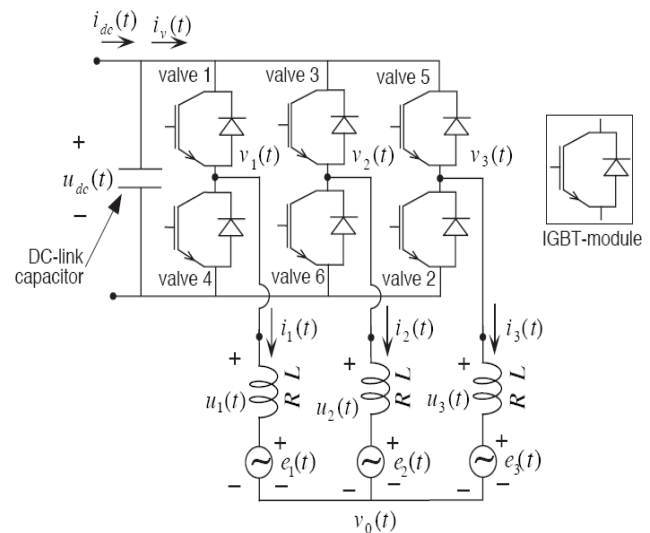 i_dc(t) i_v(t)
valve 1 valve 3 valve 5
v_1(t) v_2(t) v_3(t)
+
u_dc(t)
−
DC-link
capacitor
valve 4 valve 6 valve 2
IGBT-module
i_1(t) i_2(t) i_3(t)
+ + +
u_1(t) R L u_2(t) R L u_3(t) R L
+ + +
e_1(t) e_2(t) e_3(t)
− − − − − −
v_0(t)